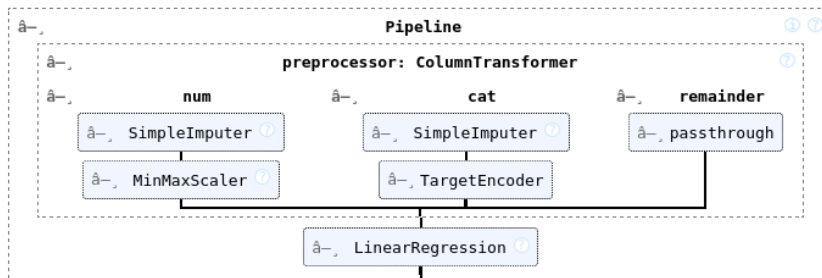 â–¸ Pipeline i ?
â–¸ preprocessor: ColumnTransformer ?
â–¸ num â–¸ cat â–¸ remainder
â–¸ SimpleImputer ? â–¸ SimpleImputer ? â–¸ passthrough
â–¸ MinMaxScaler ? â–¸ TargetEncoder
â–¸ LinearRegression ?